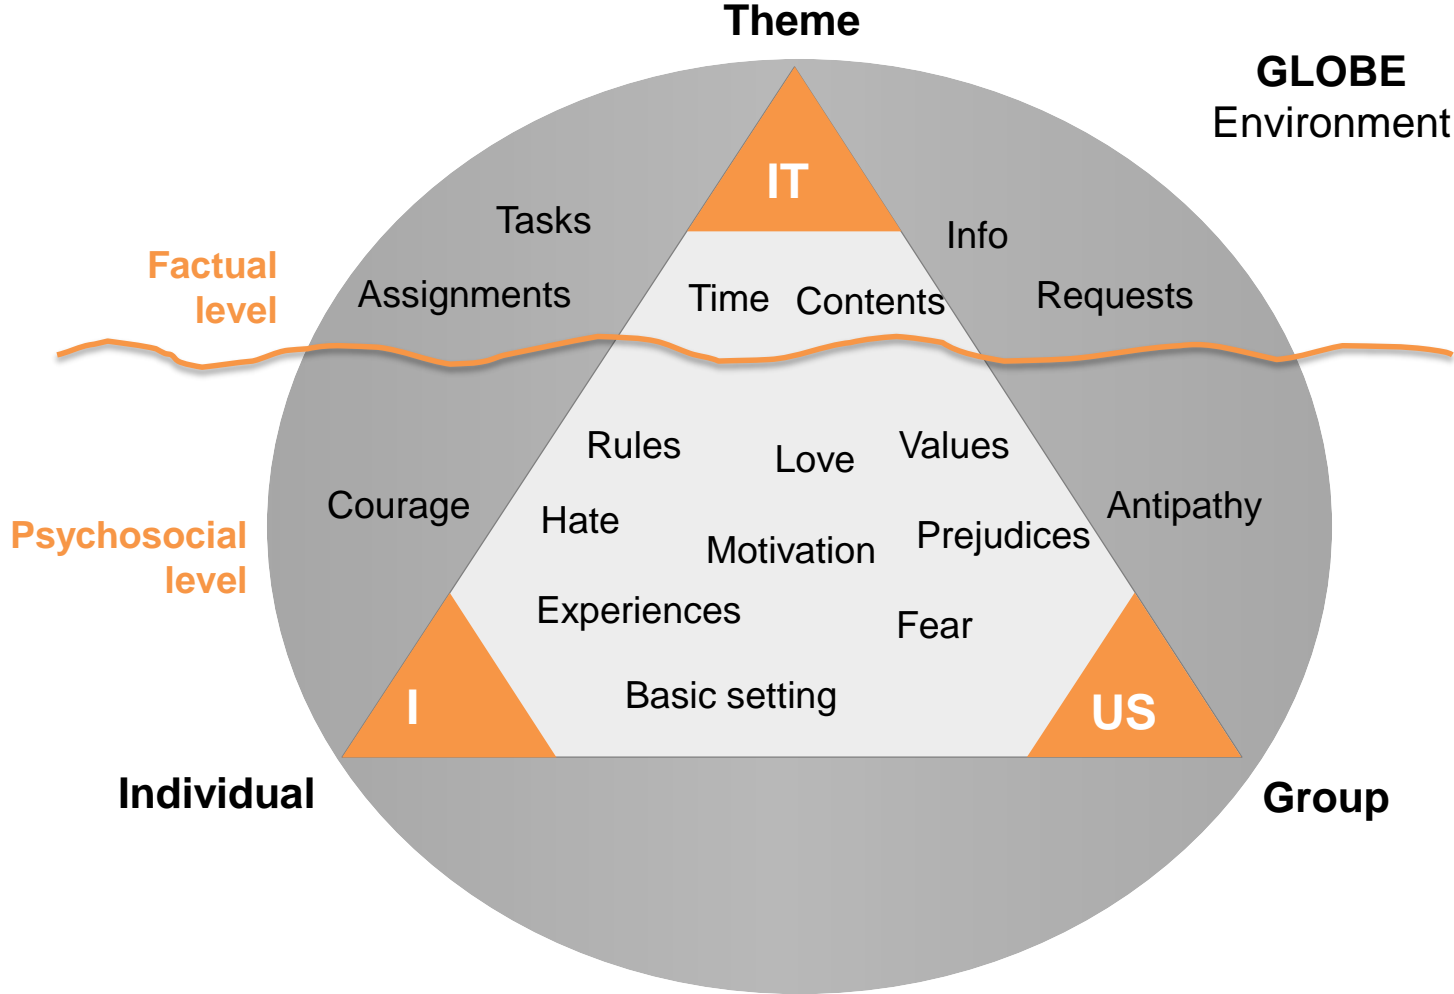 Theme
GLOBE
Environment
IT
Tasks
Info
Factual
level
Assignments
Time
Contents
Requests
Rules
Love
Values
Courage
Hate
Motivation
Prejudices
Antipathy
Psychosocial
level
Experiences
Fear
Basic setting
I
US
Individual
Group